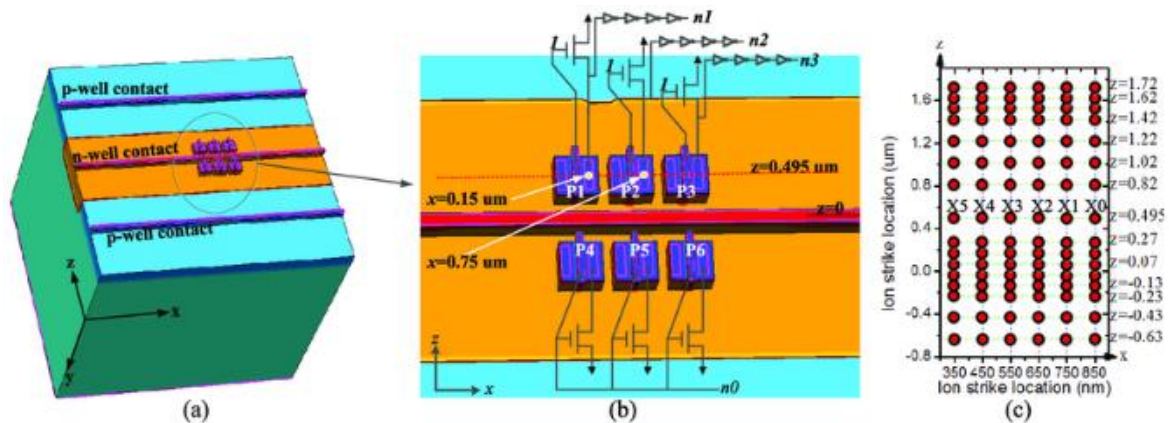 p-well contact
n-well contact
p-well contact
z
x
y
(a)
n1
n2
n3
P1
P2
P3
z=0.495 um
x=0.15 um
z=0
x=0.75 um
P4
P5
P6
z
x
n0
(b)
z
Ion strike location (um)
1.6
1.2
0.8
0.4
0.0
-0.4
-0.8
z=1.72
z=1.62
z=1.42
z=1.22
z=1.02
z=0.82
X5 X4 X3 X2 X1 X0
z=0.495
z=0.27
z=0.07
z=-0.13
z=-0.23
z=-0.43
z=-0.63
x
350 450 550 650 750 850
Ion strike location (nm)
(c)